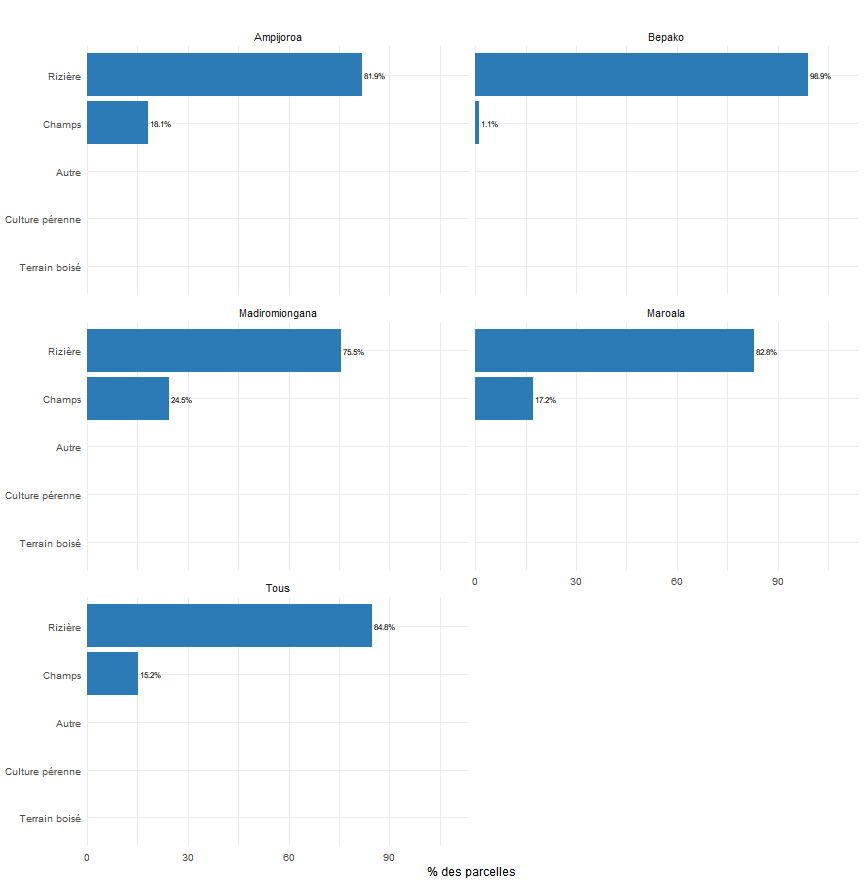 Ampijoroa
Bepako
Rizière
81.9%
98.9%
Champs
18.1%
1.1%
Autre
Culture pérenne
Terrain boisé
Madiromiongana
Maroala
Rizière
75.5%
82.8%
Champs
24.5%
17.2%
Autre
Culture pérenne
Terrain boisé
0 30 60 90
Tous
Rizière
84.8%
Champs
15.2%
Autre
Culture pérenne
Terrain boisé
0 30 60 90
% des parcelles